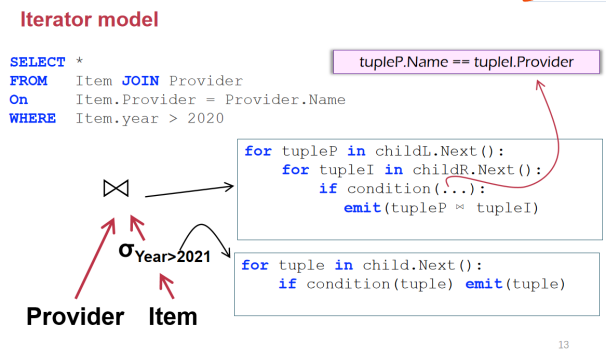 Iterator model
SELECT *
FROM Item JOIN Provider
On Item.Provider = Provider.Name
WHERE Item.year > 2020
tupleP.Name == tupleI.Provider
for tupleP in childL.Next():
for tupleI in childR.Next():
if condition(...):
emit(tupleP ⋈ tupleI)
⋈
σYear>2021
for tuple in child.Next():
if condition(tuple) emit(tuple)
Provider Item
13